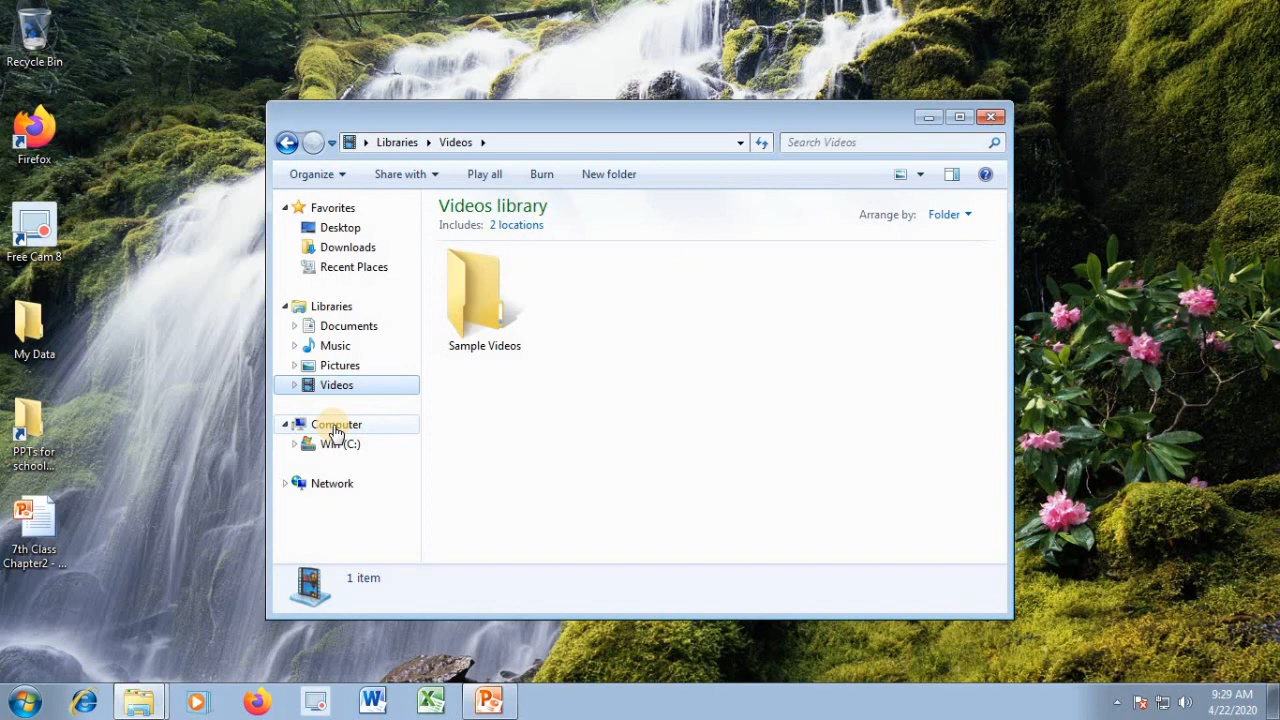 Recycle Bin
Firefox
Free Cam 8
My Data
PPTs for
school...
7th Class
Chapter2 - ...
Libraries Videos
Search Videos
Organize Share with Play all Burn New folder
Favorites
Desktop
Downloads
Recent Places
Libraries
Documents
Music
Pictures
Videos
Computer
Win (C:)
Network
Videos library
Includes: 2 locations
Arrange by: Folder
Sample Videos
1 item
9:29 AM
4/22/2020